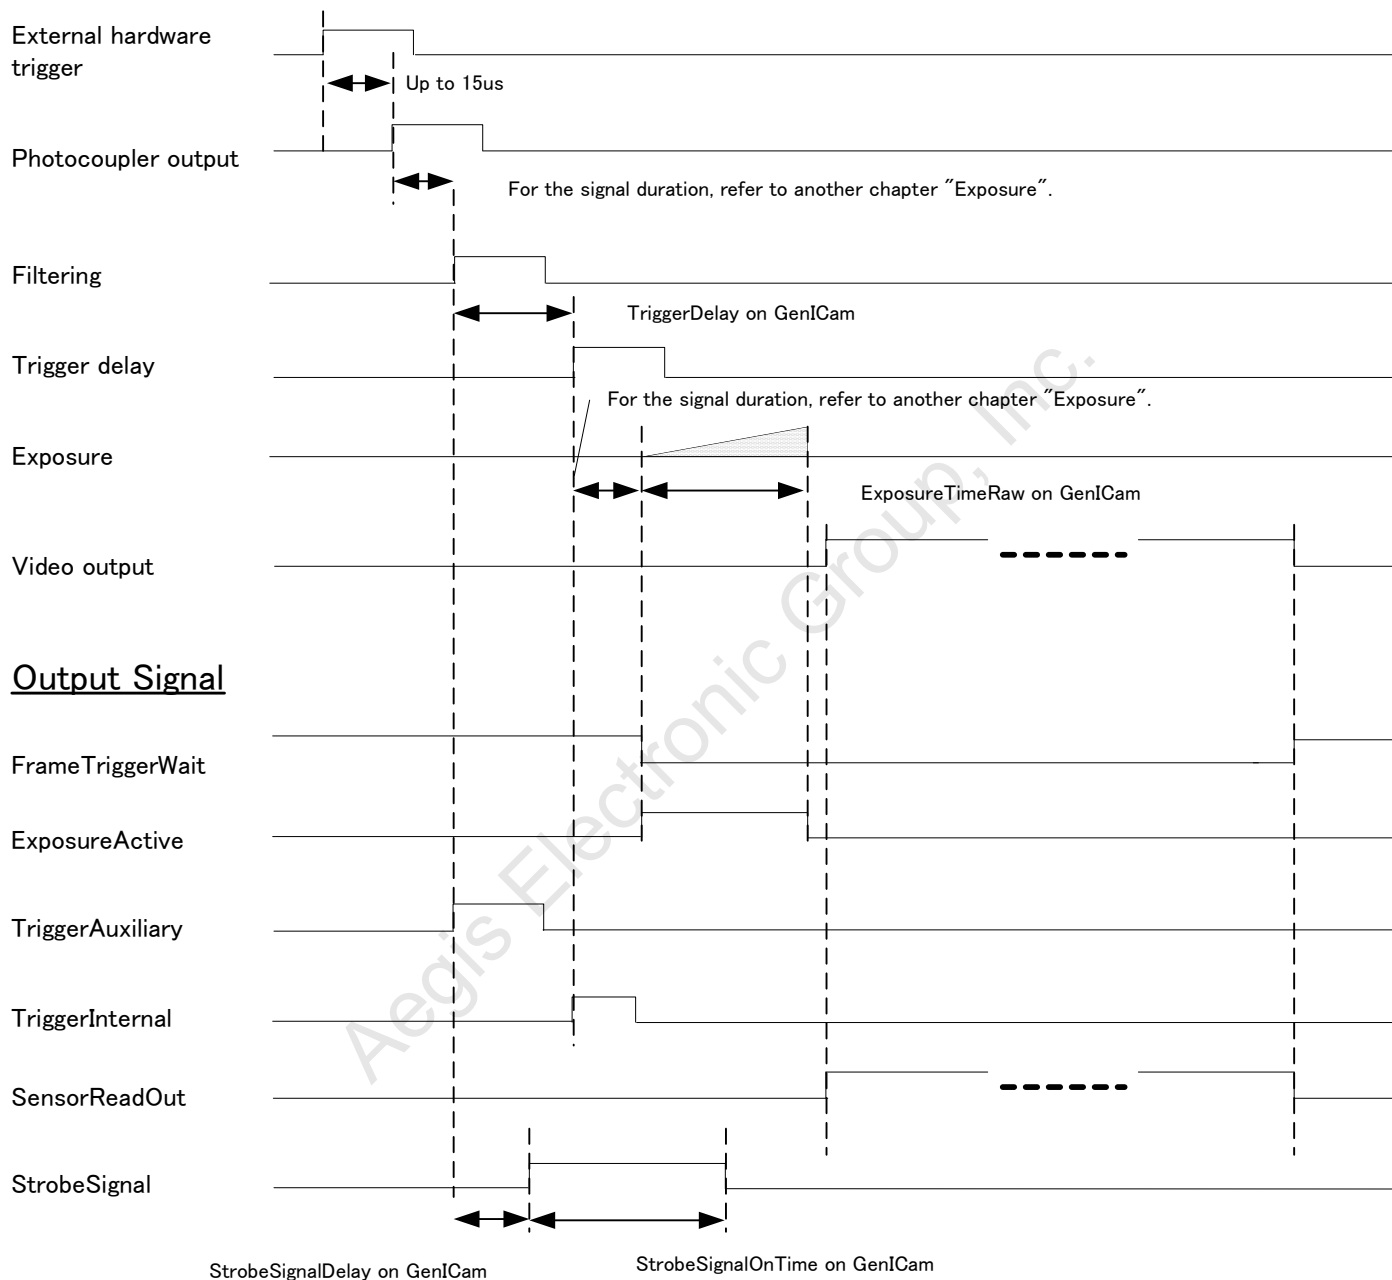 External hardware
trigger
Up to 15us
Photocoupler output
For the signal duration, refer to another chapter "Exposure".
Filtering
TriggerDelay on GenICam
Trigger delay
For the signal duration, refer to another chapter "Exposure".
Exposure
ExposureTimeRaw on GenICam
Video output
Output Signal
FrameTriggerWait
ExposureActive
TriggerAuxiliary
TriggerInternal
SensorReadOut
StrobeSignal
StrobeSignalDelay on GenICam
StrobeSignalOnTime on GenICam
Aegis Electronic Group, Inc.